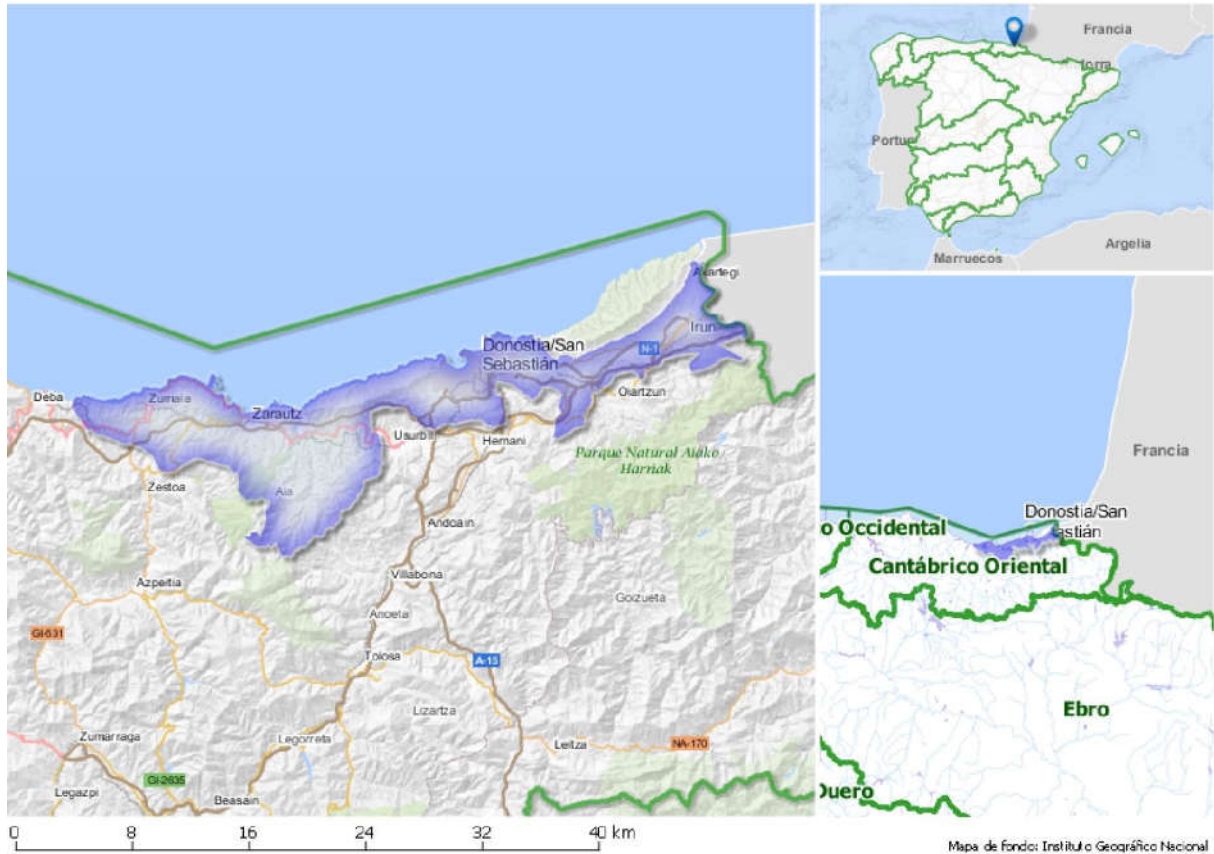 Axartegi
Irun
Donostia/San
Sebastián
N-1
Deba
Zumaia
Zarautz
Oiartzun
Usurbil
Hernani
Parque Natural Aiako
Harriak
Zestoa
Aia
Andoain
Azpeitia
Villabona
Goizueta
Anoeta
GI-631
Tolosa
A-15
Lizartza
Zumarraga
Legorreta
Leitza
NA-170
GI-2635
Legazpi
Beasain
0 8 16 24 32 40 km
Francia
dorra
Portu
Argelia
Marruecos
Francia
Donostia/San
astián
o Occidental
Cantábrico Oriental
Ebro
Duero
Mapa de fondo: Instituto Geográfico Nacional